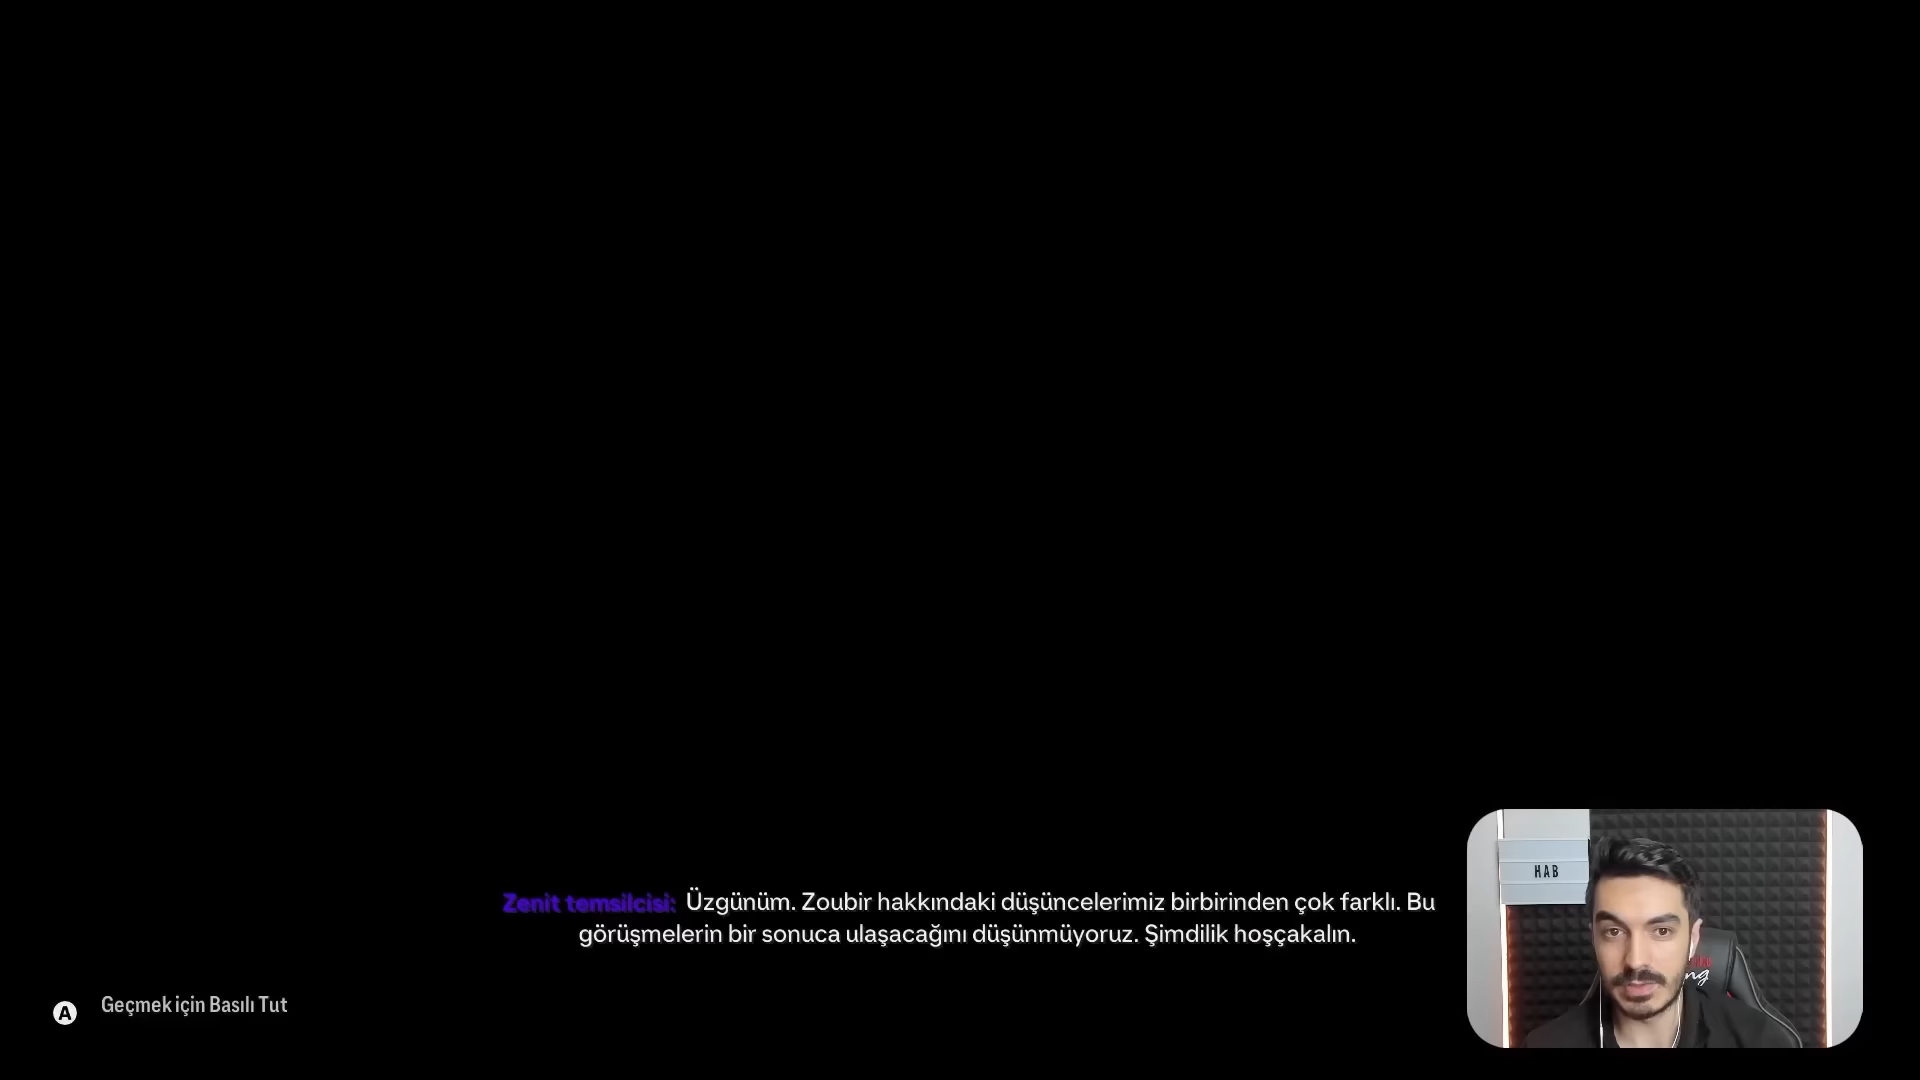 Zenit temsilcisi: Üzgünüm. Zoubir hakkındaki düşüncelerimiz birbirinden çok farklı. Bu
görüşmelerin bir sonuca ulaşacağını düşünmüyoruz. Şimdilik hoşçakalın.
A Geçmek için Basılı Tut
HAB
ng